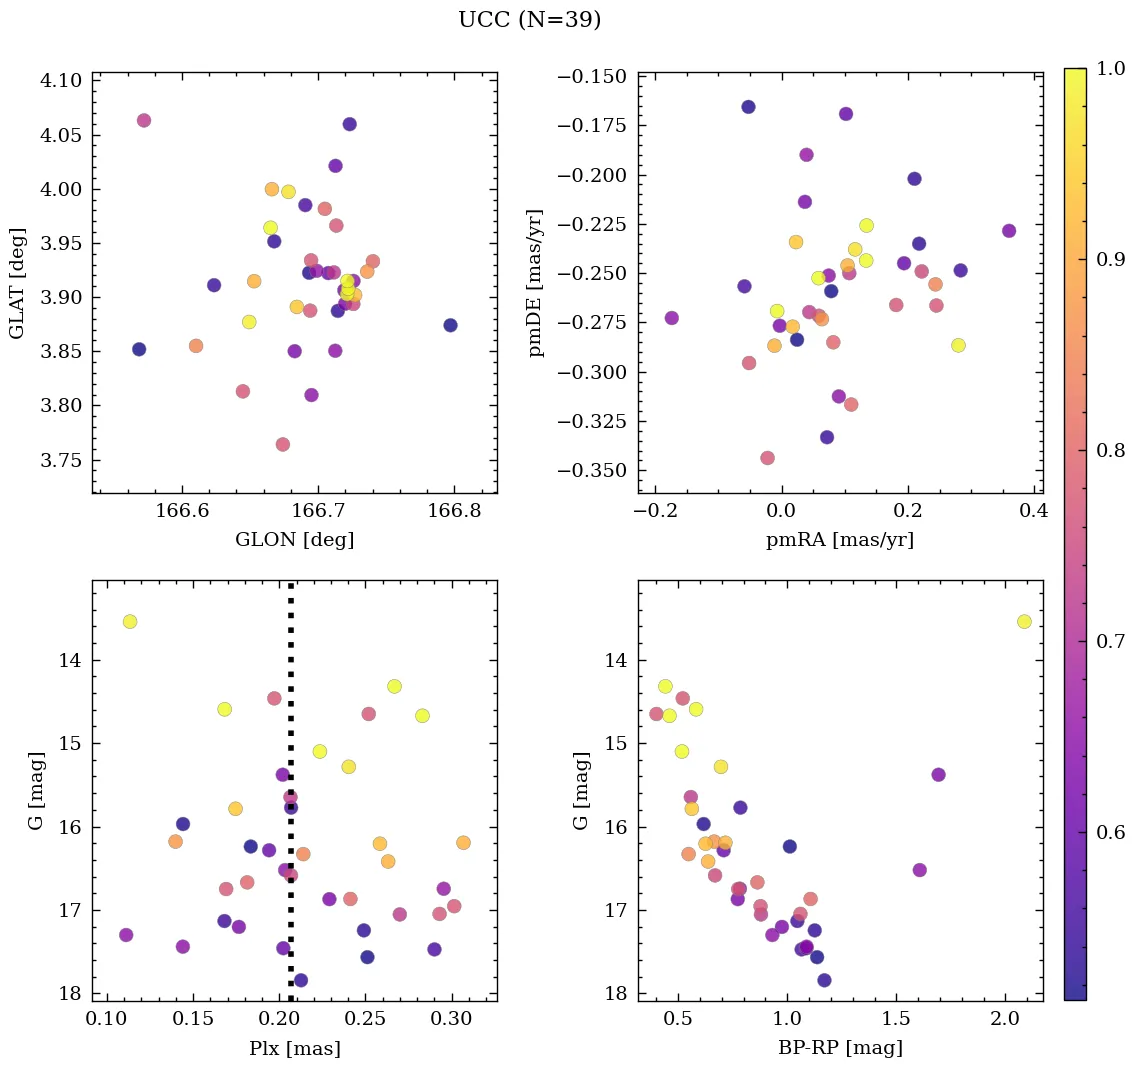 UCC (N=39)
4.10
4.05
4.00
3.95
3.90
3.85
3.80
3.75
GLAT [deg]
166.6 166.7 166.8
GLON [deg]
−0.150
−0.175
−0.200
−0.225
−0.250
−0.275
−0.300
−0.325
−0.350
pmDE [mas/yr]
−0.2 0.0 0.2 0.4
pmRA [mas/yr]
14
15
16
17
18
G [mag]
0.10 0.15 0.20 0.25 0.30
Plx [mas]
14
15
16
17
18
G [mag]
0.5 1.0 1.5 2.0
BP-RP [mag]
1.0
0.9
0.8
0.7
0.6